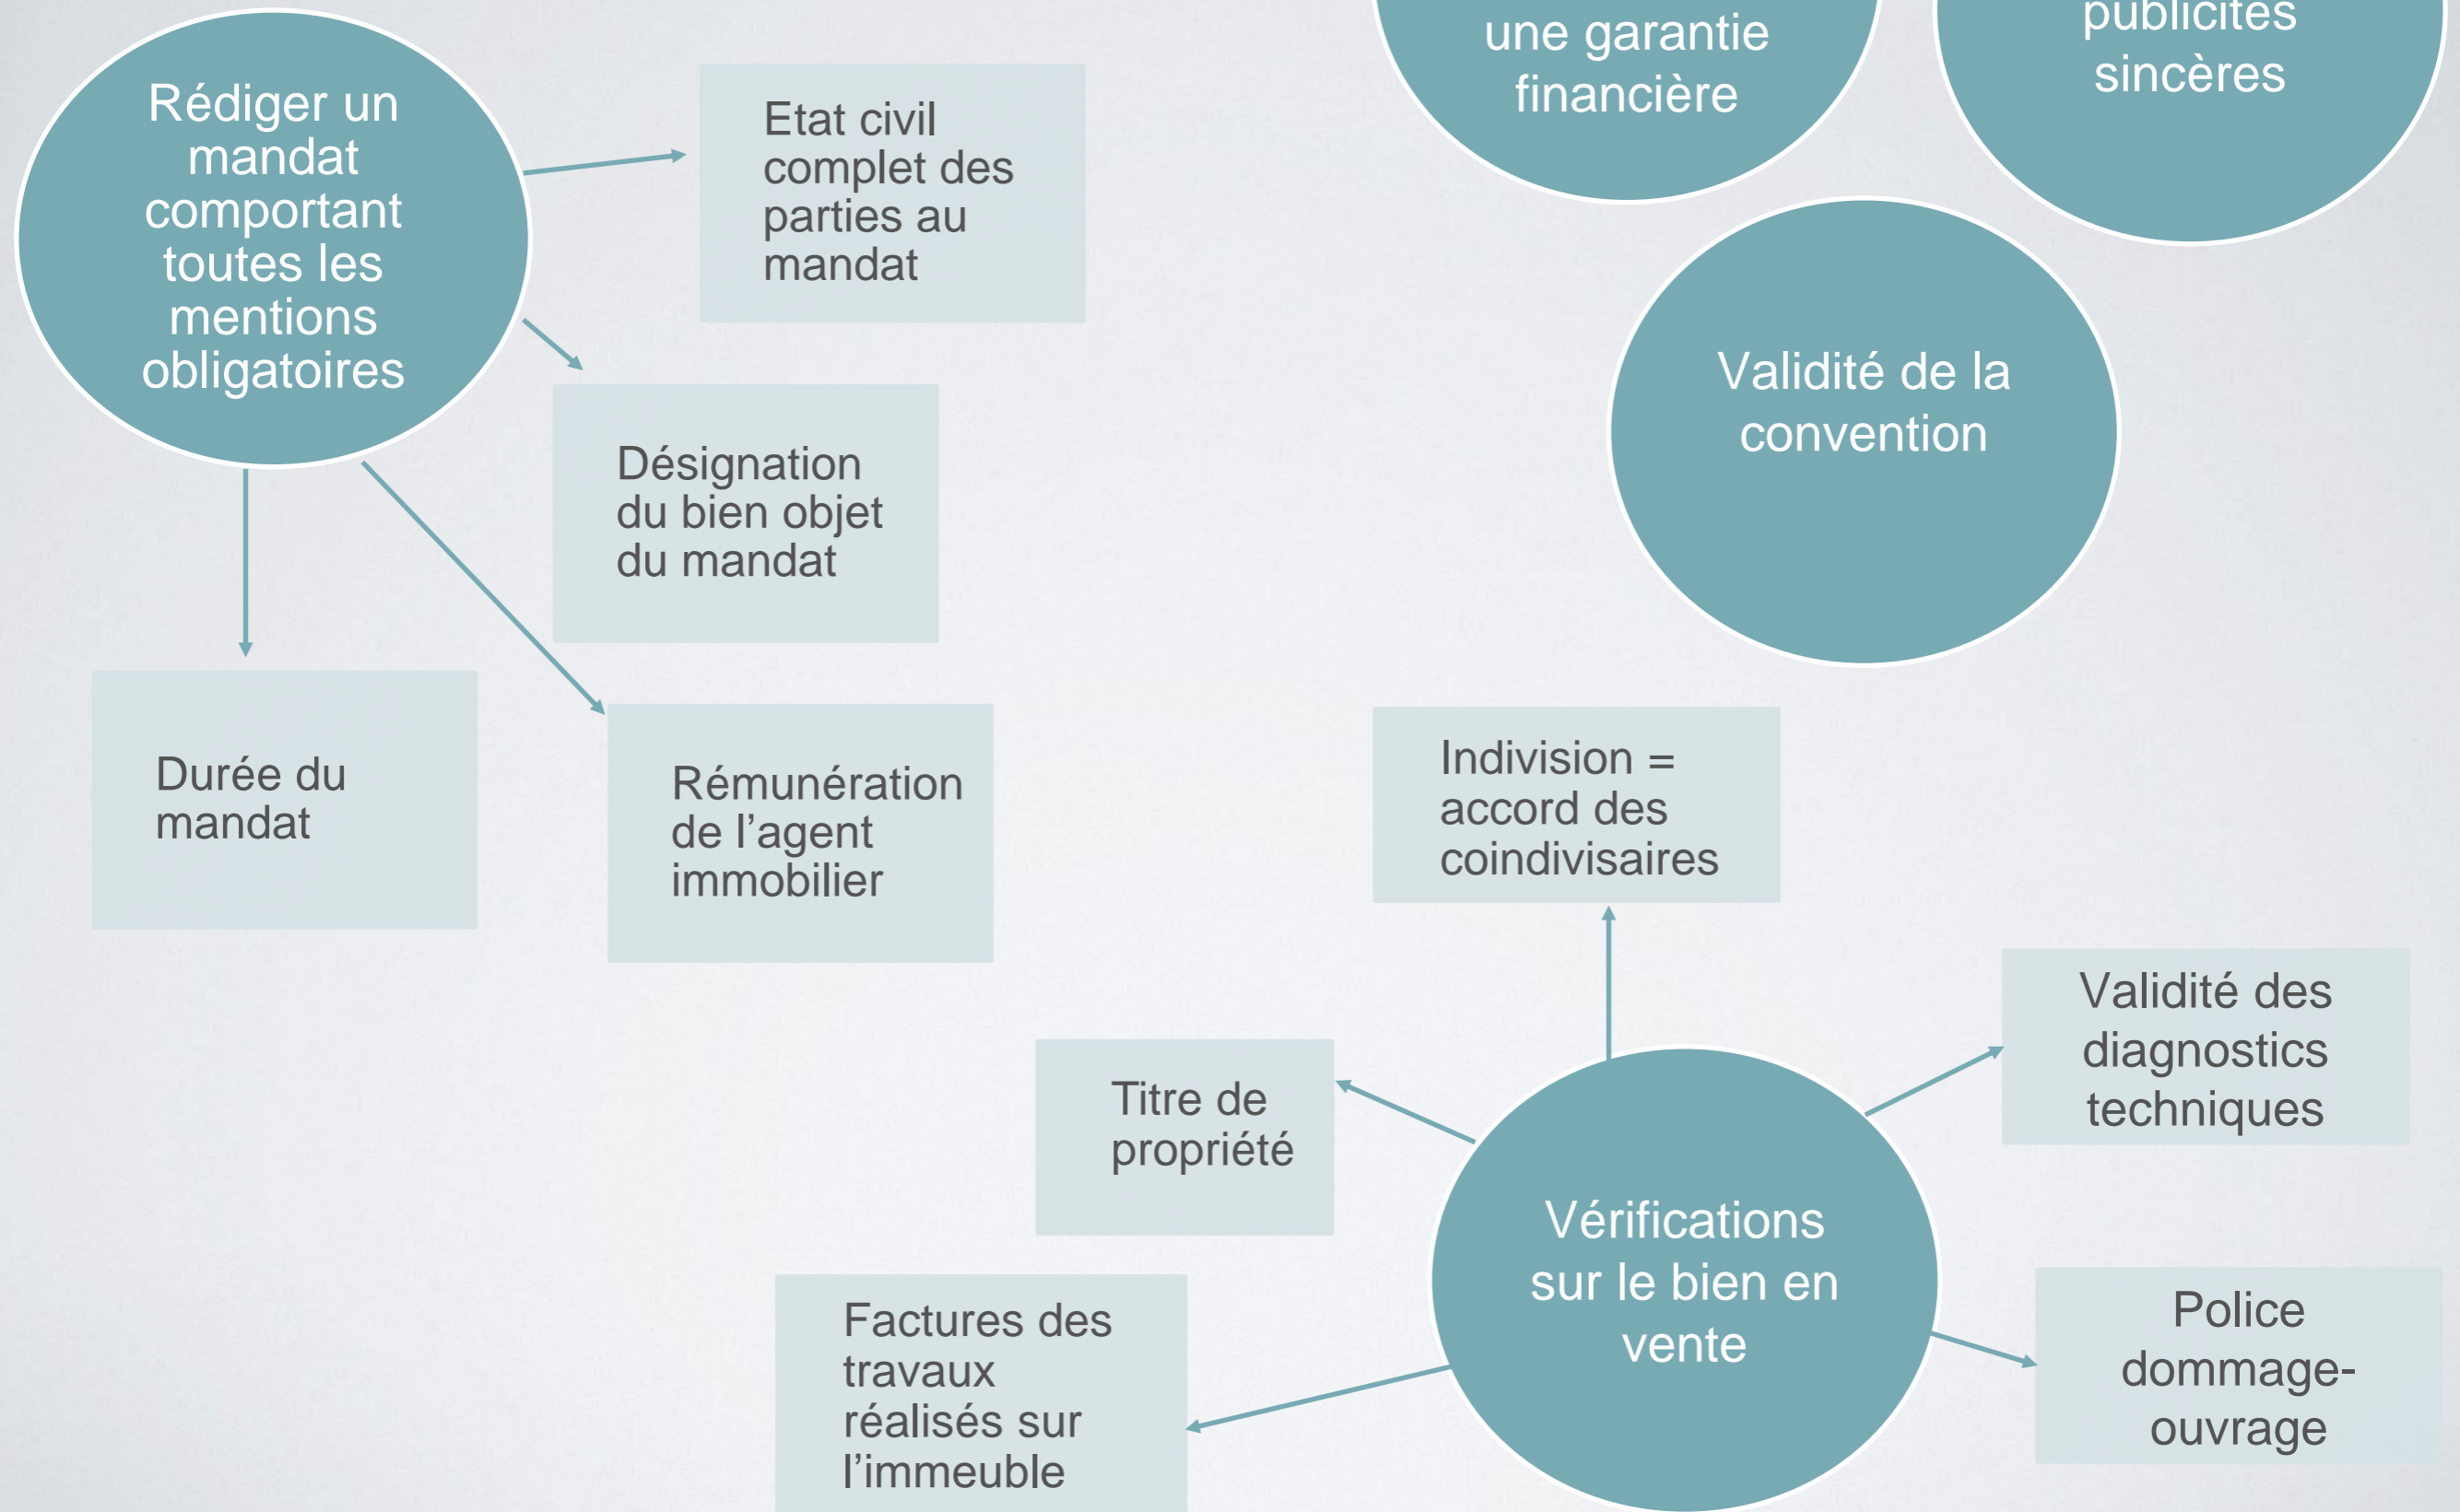 Rédiger un
mandat
comportant
toutes les
mentions
obligatoires
Etat civil
complet des
parties au
mandat
Désignation
du bien objet
du mandat
Durée du
mandat
Rémunération
de l'agent
immobilier
une garantie
financière
publicités
sincères
Validité de la
convention
Indivision =
accord des
coindivisaires
Titre de
propriété
Validité des
diagnostics
techniques
Vérifications
sur le bien en
vente
Factures des
travaux
réalisés sur
l'immeuble
Police
dommage-
ouvrage